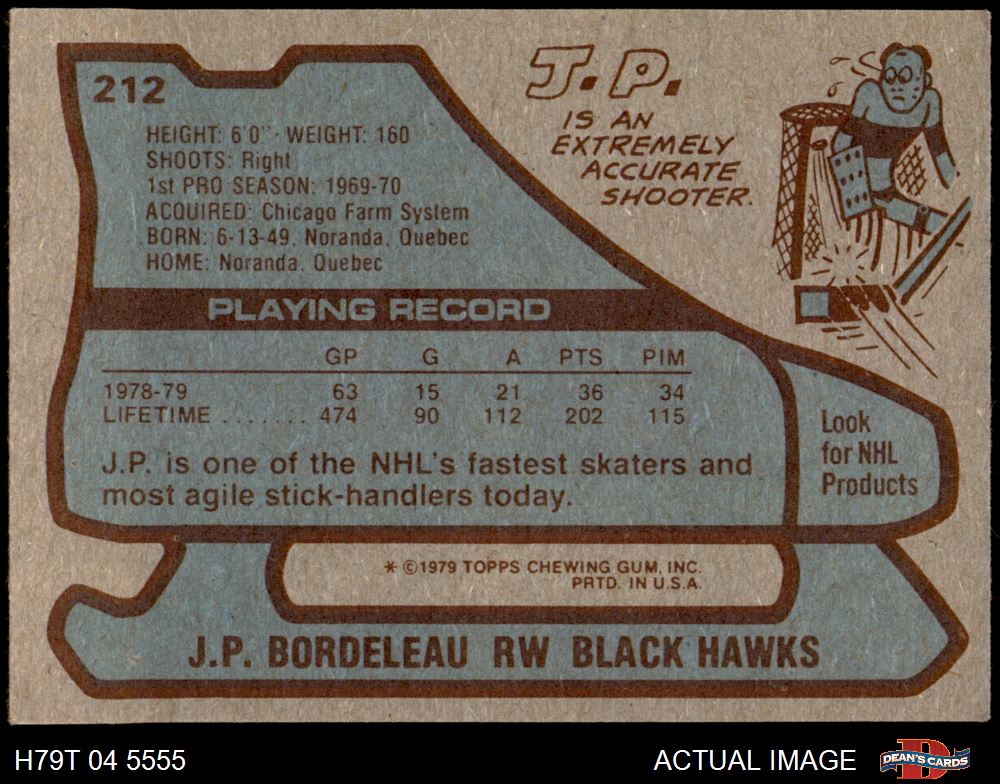 212
HEIGHT: 6'0" · WEIGHT: 160
SHOOTS: Right
1st PRO SEASON: 1969-70
ACQUIRED: Chicago Farm System
BORN: 6-13-49, Noranda, Quebec
HOME: Noranda, Quebec
J.P.
IS AN
EXTREMELY
ACCURATE
SHOOTER.
PLAYING RECORD
GP G A PTS PIM
1978-79 63 15 21 36 34
LIFETIME ....... 474 90 112 202 115
J.P. is one of the NHL's fastest skaters and
most agile stick-handlers today.
Look
for NHL
Products
* ©1979 TOPPS CHEWING GUM, INC.
PRTD. IN U.S.A.
J.P. BORDELEAU RW BLACK HAWKS
H79T 04 5555
ACTUAL IMAGE
D
DEAN'S CARDS